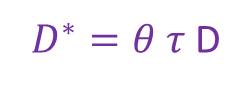 D* = θ τ D